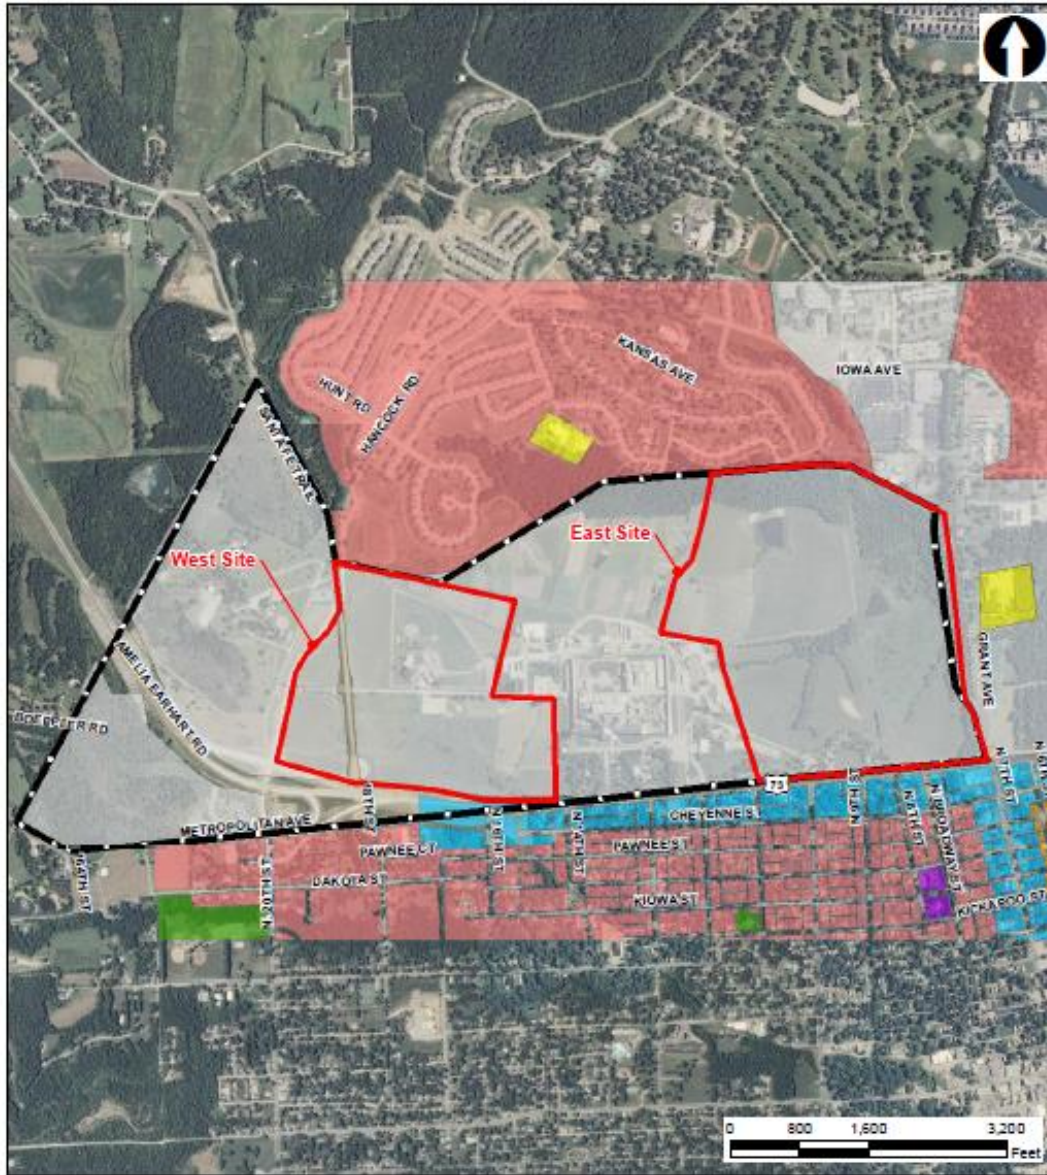 KANSAS AVE
IOWA AVE
HUNT RD
HANCOCK RD
SANTA FE TRAIL
West Site
East Site
GRANT AVE
AMELIA EARHART RD
METROPOLITAN AVE
73
CHEYENNE ST
PAWNEE CT
PAWNEE ST
DAKOTA ST
KIOWA ST
KICKAPOO ST
N 20TH ST
N 16TH ST
N 10TH ST
N 7TH ST
N BROADWAY ST
0 800 1,600 3,200
Feet